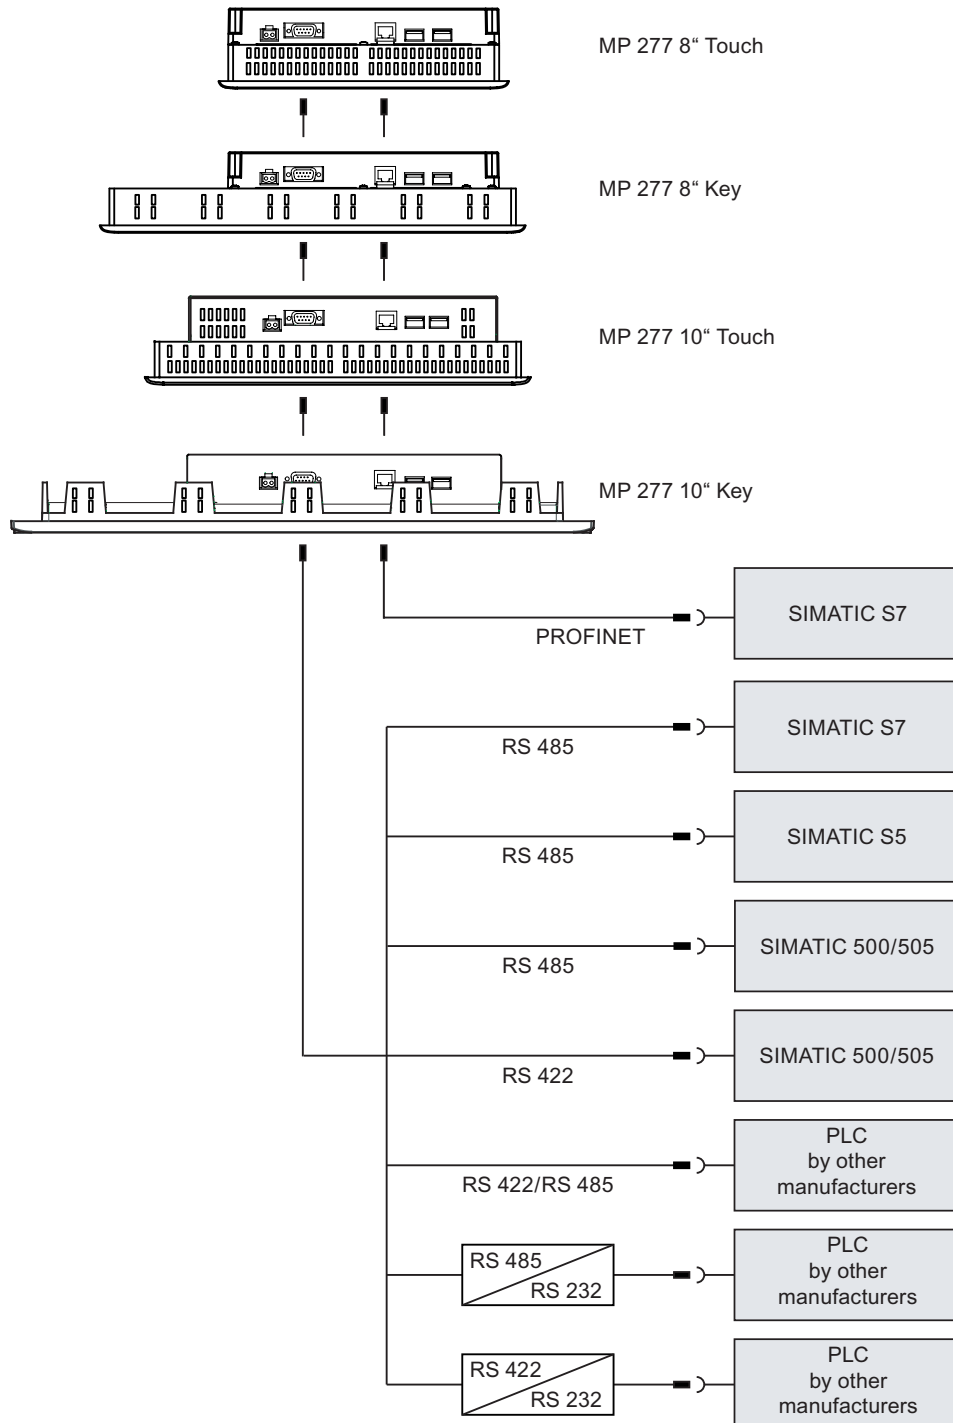 MP 277 8“ Touch
MP 277 8“ Key
MP 277 10“ Touch
MP 277 10“ Key
PROFINET
SIMATIC S7
RS 485
SIMATIC S7
RS 485
SIMATIC S5
RS 485
SIMATIC 500/505
RS 422
SIMATIC 500/505
RS 422/RS 485
PLC
by other
manufacturers
RS 485
RS 232
PLC
by other
manufacturers
RS 422
RS 232
PLC
by other
manufacturers